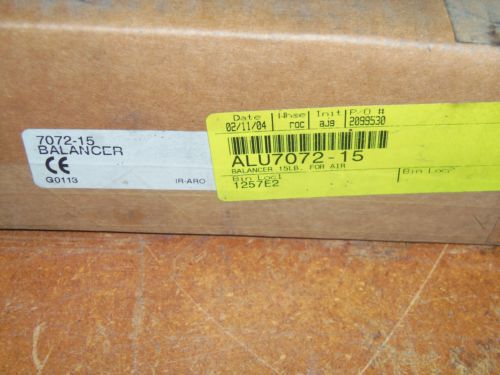 7072-15
BALANCER
CE
G0113 IR-ARO
Date Whse Init P/O #
02/11/04 roc ajg 2099530
ALU7072-15
BALANCER 15LB. FOR AIR
Bin Loc1 Bin Loc2
1257E2